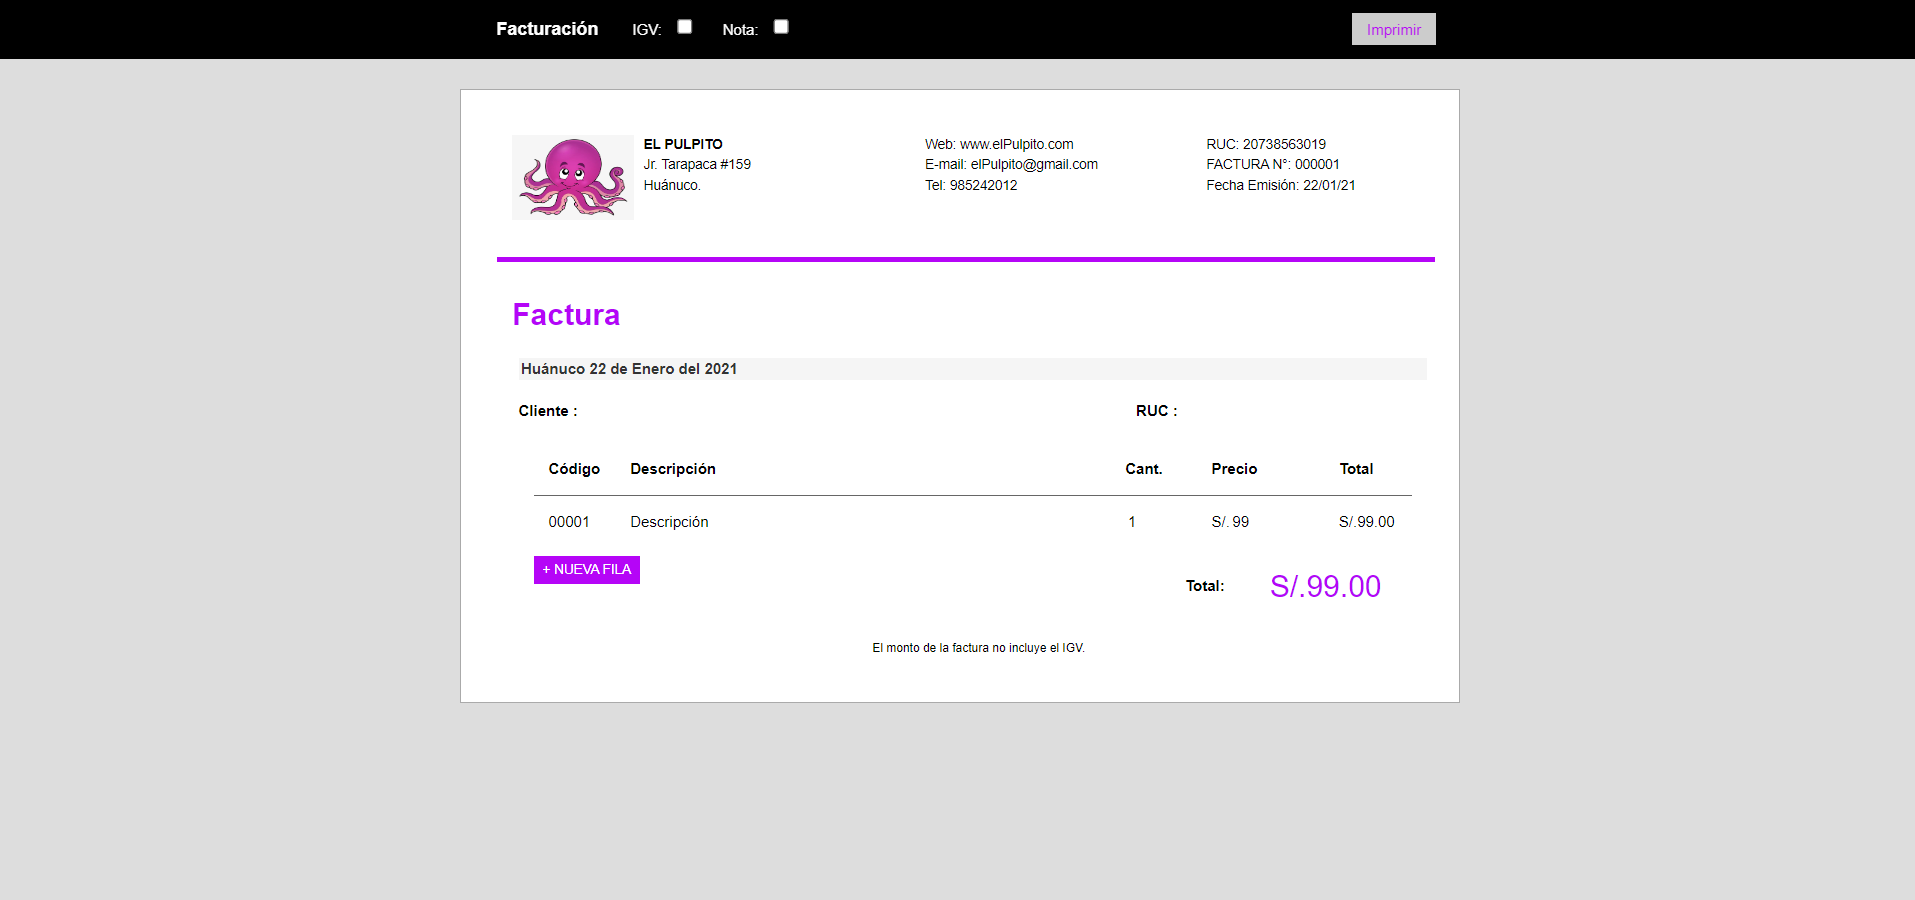 Facturación IGV: Nota: Imprimir
EL PULPITO
Jr. Tarapaca #159
Huánuco.
Web: www.elPulpito.com
E-mail: elPulpito@gmail.com
Tel: 985242012
RUC: 20738563019
FACTURA N°: 000001
Fecha Emisión: 22/01/21
Factura
Huánuco 22 de Enero del 2021
Cliente : RUC :
Código Descripción Cant. Precio Total
00001 Descripción 1 S/. 99 S/.99.00
+ NUEVA FILA
Total: S/.99.00
El monto de la factura no incluye el IGV.